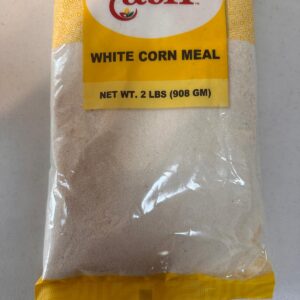 WHITE CORN MEAL
NET WT. 2 LBS (908 GM)